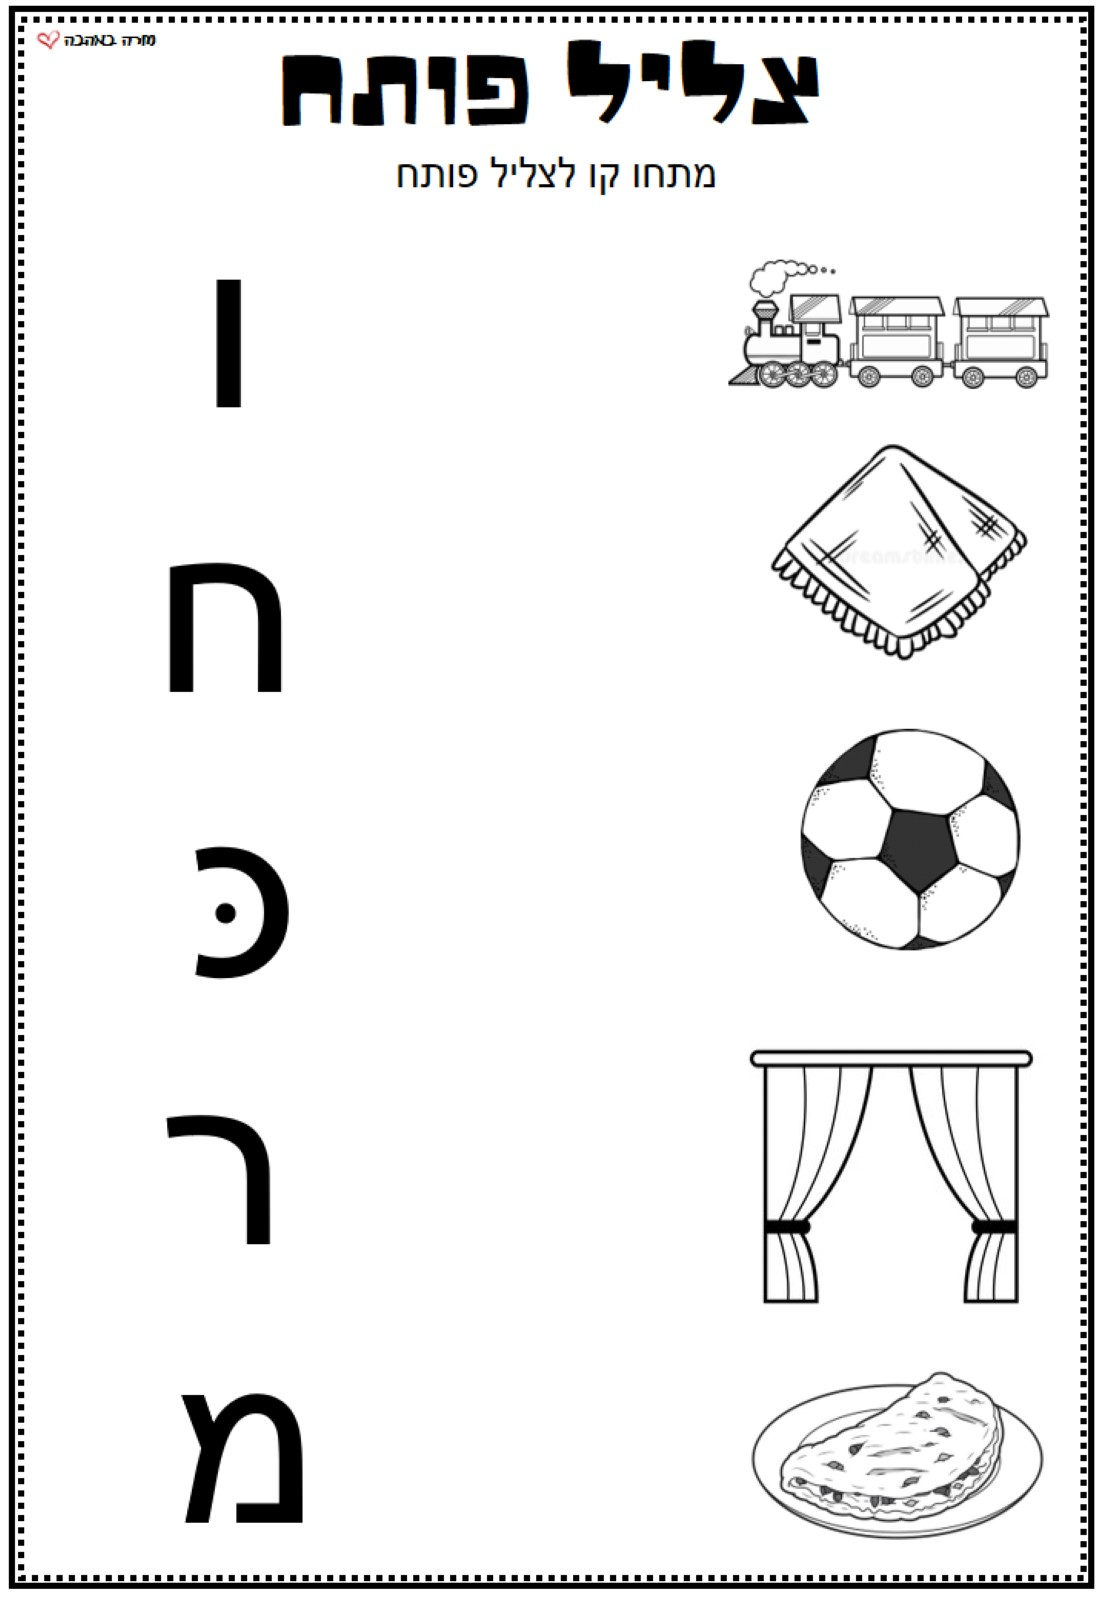 מורה באהבה
צליל פותח
מתחו קו לצליל פותח
ו
ח
כּ
ר
מ